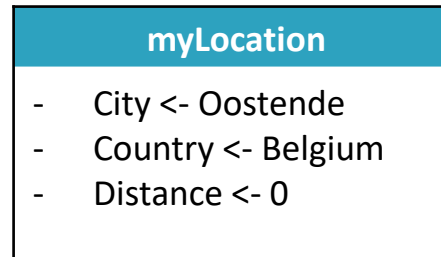 myLocation
- City <- Oostende
- Country <- Belgium
- Distance <- 0